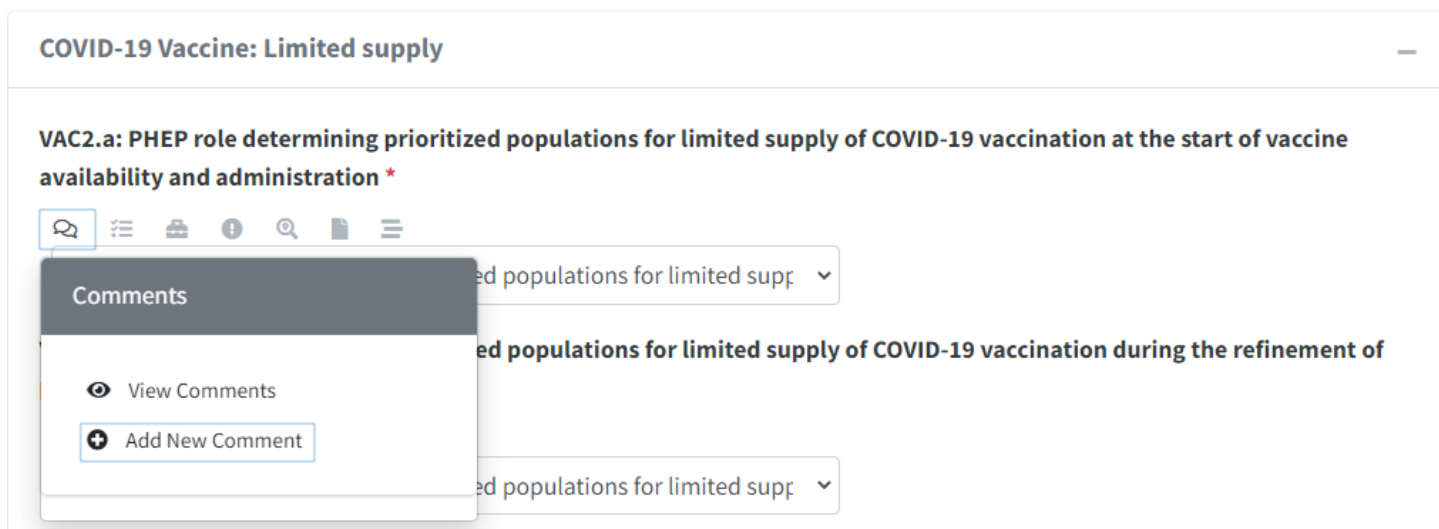 COVID-19 Vaccine: Limited supply
VAC2.a: PHEP role determining prioritized populations for limited supply of COVID-19 vaccination at the start of vaccine
availability and administration *
ed populations for limited supp
Comments
ed populations for limited supply of COVID-19 vaccination during the refinement of
View Comments
Add New Comment
ed populations for limited supp